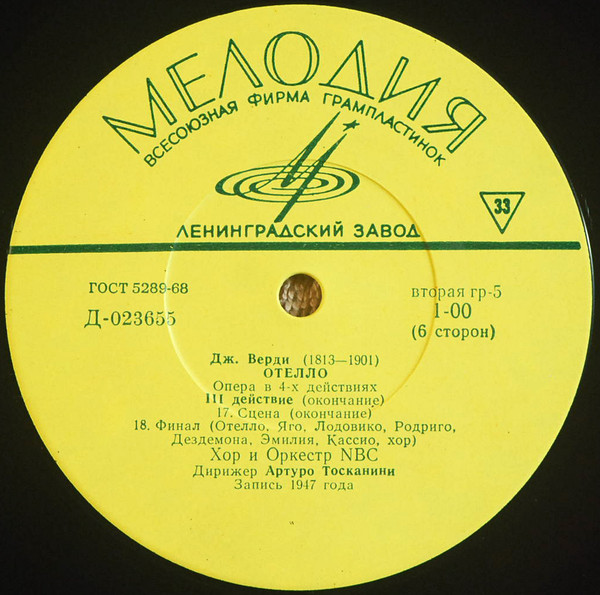 МЕЛОДИЯ
ВСЕСОЮЗНАЯ ФИРМА ГРАМПЛАСТИНОК
ЛЕНИНГРАДСКИЙ ЗАВОД
33
ГОСТ 5289-68
Д-023655
вторая гр-5
1-00
(6 сторон)
Дж. Верди (1813—1901)
ОТЕЛЛО
Опера в 4-х действиях
III действие (окончание)
17. Сцена (окончание)
18. Финал (Отелло, Яго, Лодовико, Родриго,
Дездемона, Эмилия, Кассио, хор)
Хор и Оркестр NBC
Дирижер Артуро Тосканини
Запись 1947 года